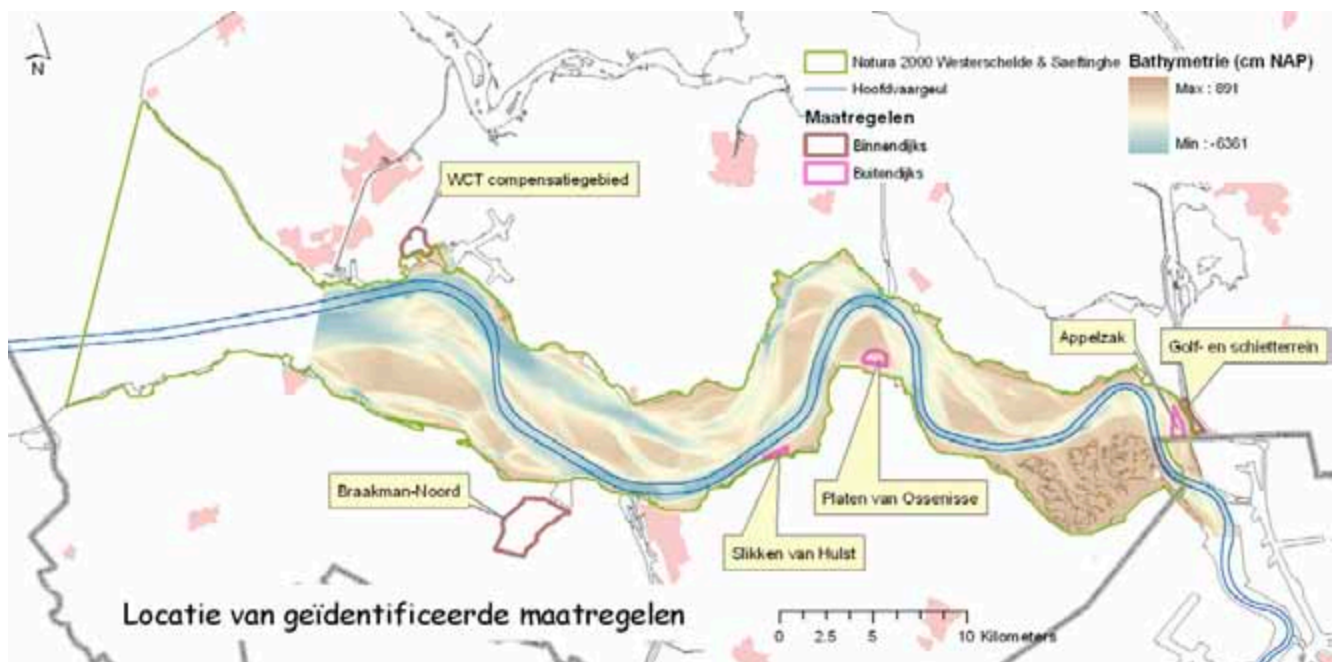 N
Natura 2000 Westerschelde & Saeftinghe
Hoofdvaargeul
Maatregelen
Binnendijks
Buitendijks
Bathymetrie (cm NAP)
Max : 891
Min : -6361
WCT compensatiegebied
Appelzak
Golf- en schietterrein
Braakman-Noord
Platen van Ossenisse
Slikken van Hulst
Locatie van geïdentificeerde maatregelen
0 2.5 5 10 Kilometers